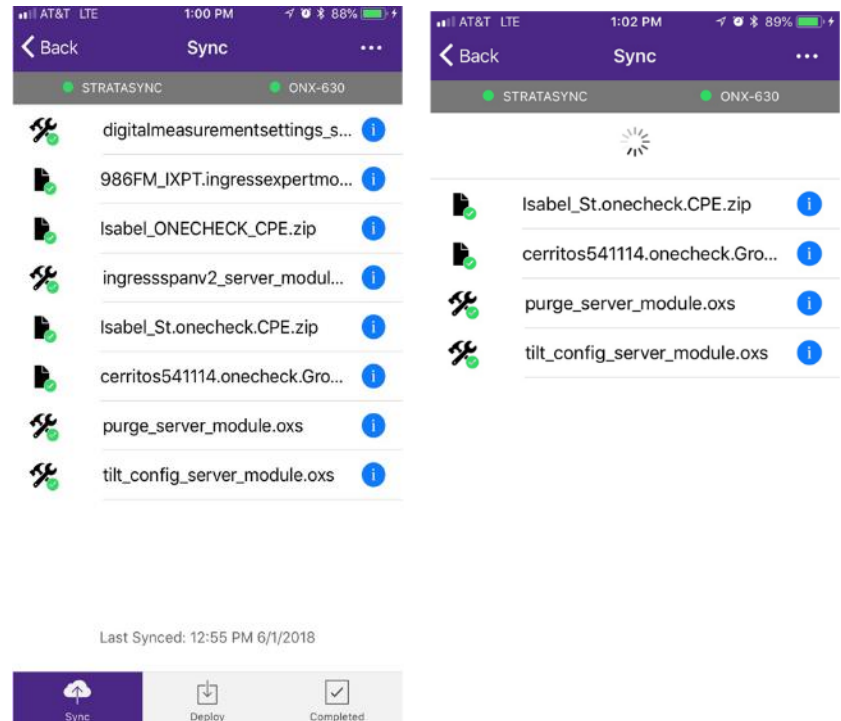 AT&T LTE 1:00 PM 88%
Back Sync
STRATASYNC ONX-630
digitalmeasurementsettings_s...
986FM_IXPT.ingressexpertmo...
Isabel_ONECHECK_CPE.zip
ingressspanv2_server_modul...
Isabel_St.onecheck.CPE.zip
cerritos541114.onecheck.Gro...
purge_server_module.oxs
tilt_config_server_module.oxs
Last Synced: 12:55 PM 6/1/2018
Sync Deploy Completed
AT&T LTE 1:02 PM 89%
Back Sync
STRATASYNC ONX-630
Isabel_St.onecheck.CPE.zip
cerritos541114.onecheck.Gro...
purge_server_module.oxs
tilt_config_server_module.oxs